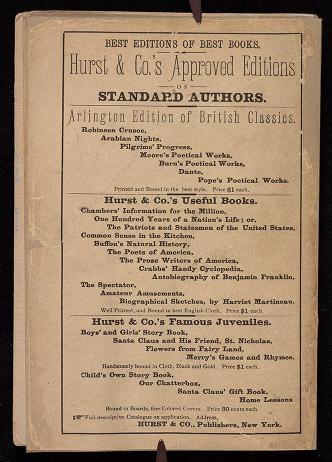 BEST EDITIONS OF BEST BOOKS,
Hurst & Co.'s Approved Editions
OF
STANDARD AUTHORS.
Arlington Edition of British Classics.
Robinson Crusoe,
Arabian Nights,
Pilgrims' Progress,
Moore's Poetical Works,
Burn's Poetical Works,
Dante,
Pope's Poetical Works.
Printed and Bound in the best style. Price $1 each.
Hurst & Co.'s Useful Books.
Chambers' Information for the Million,
One Hundred Years of a Nation's Life; or,
The Patriots and Statesmen of the United States.
Common Sense in the Kitchen,
Buffon's Natural History,
The Poets of America,
The Prose Writers of America,
Crabbs' Handy Cyclopedia,
Autobiography of Benjamin Franklin.
The Spectator,
Amateur Amusements,
Biographical Sketches, by Harriet Martineau.
Well Printed, and Bound in best English Cloth. Price $1 each.
Hurst & Co.'s Famous Juveniles.
Boys' and Girls' Story Book,
Santa Claus and His Friend, St. Nicholas,
Flowers from Fairy Land,
Merry's Games and Rhymes.
Handsomely bound in Cloth, Black and Gold. Price $1 each.
Child's Own Story Book,
Our Chatterbox,
Santa Claus' Gift Book,
Home Lessons
Bound in Boards, fine Colored Covers. Price 50 cents each.
Full descriptive Catalogue on application. Address,
HURST & CO., Publishers, New York.